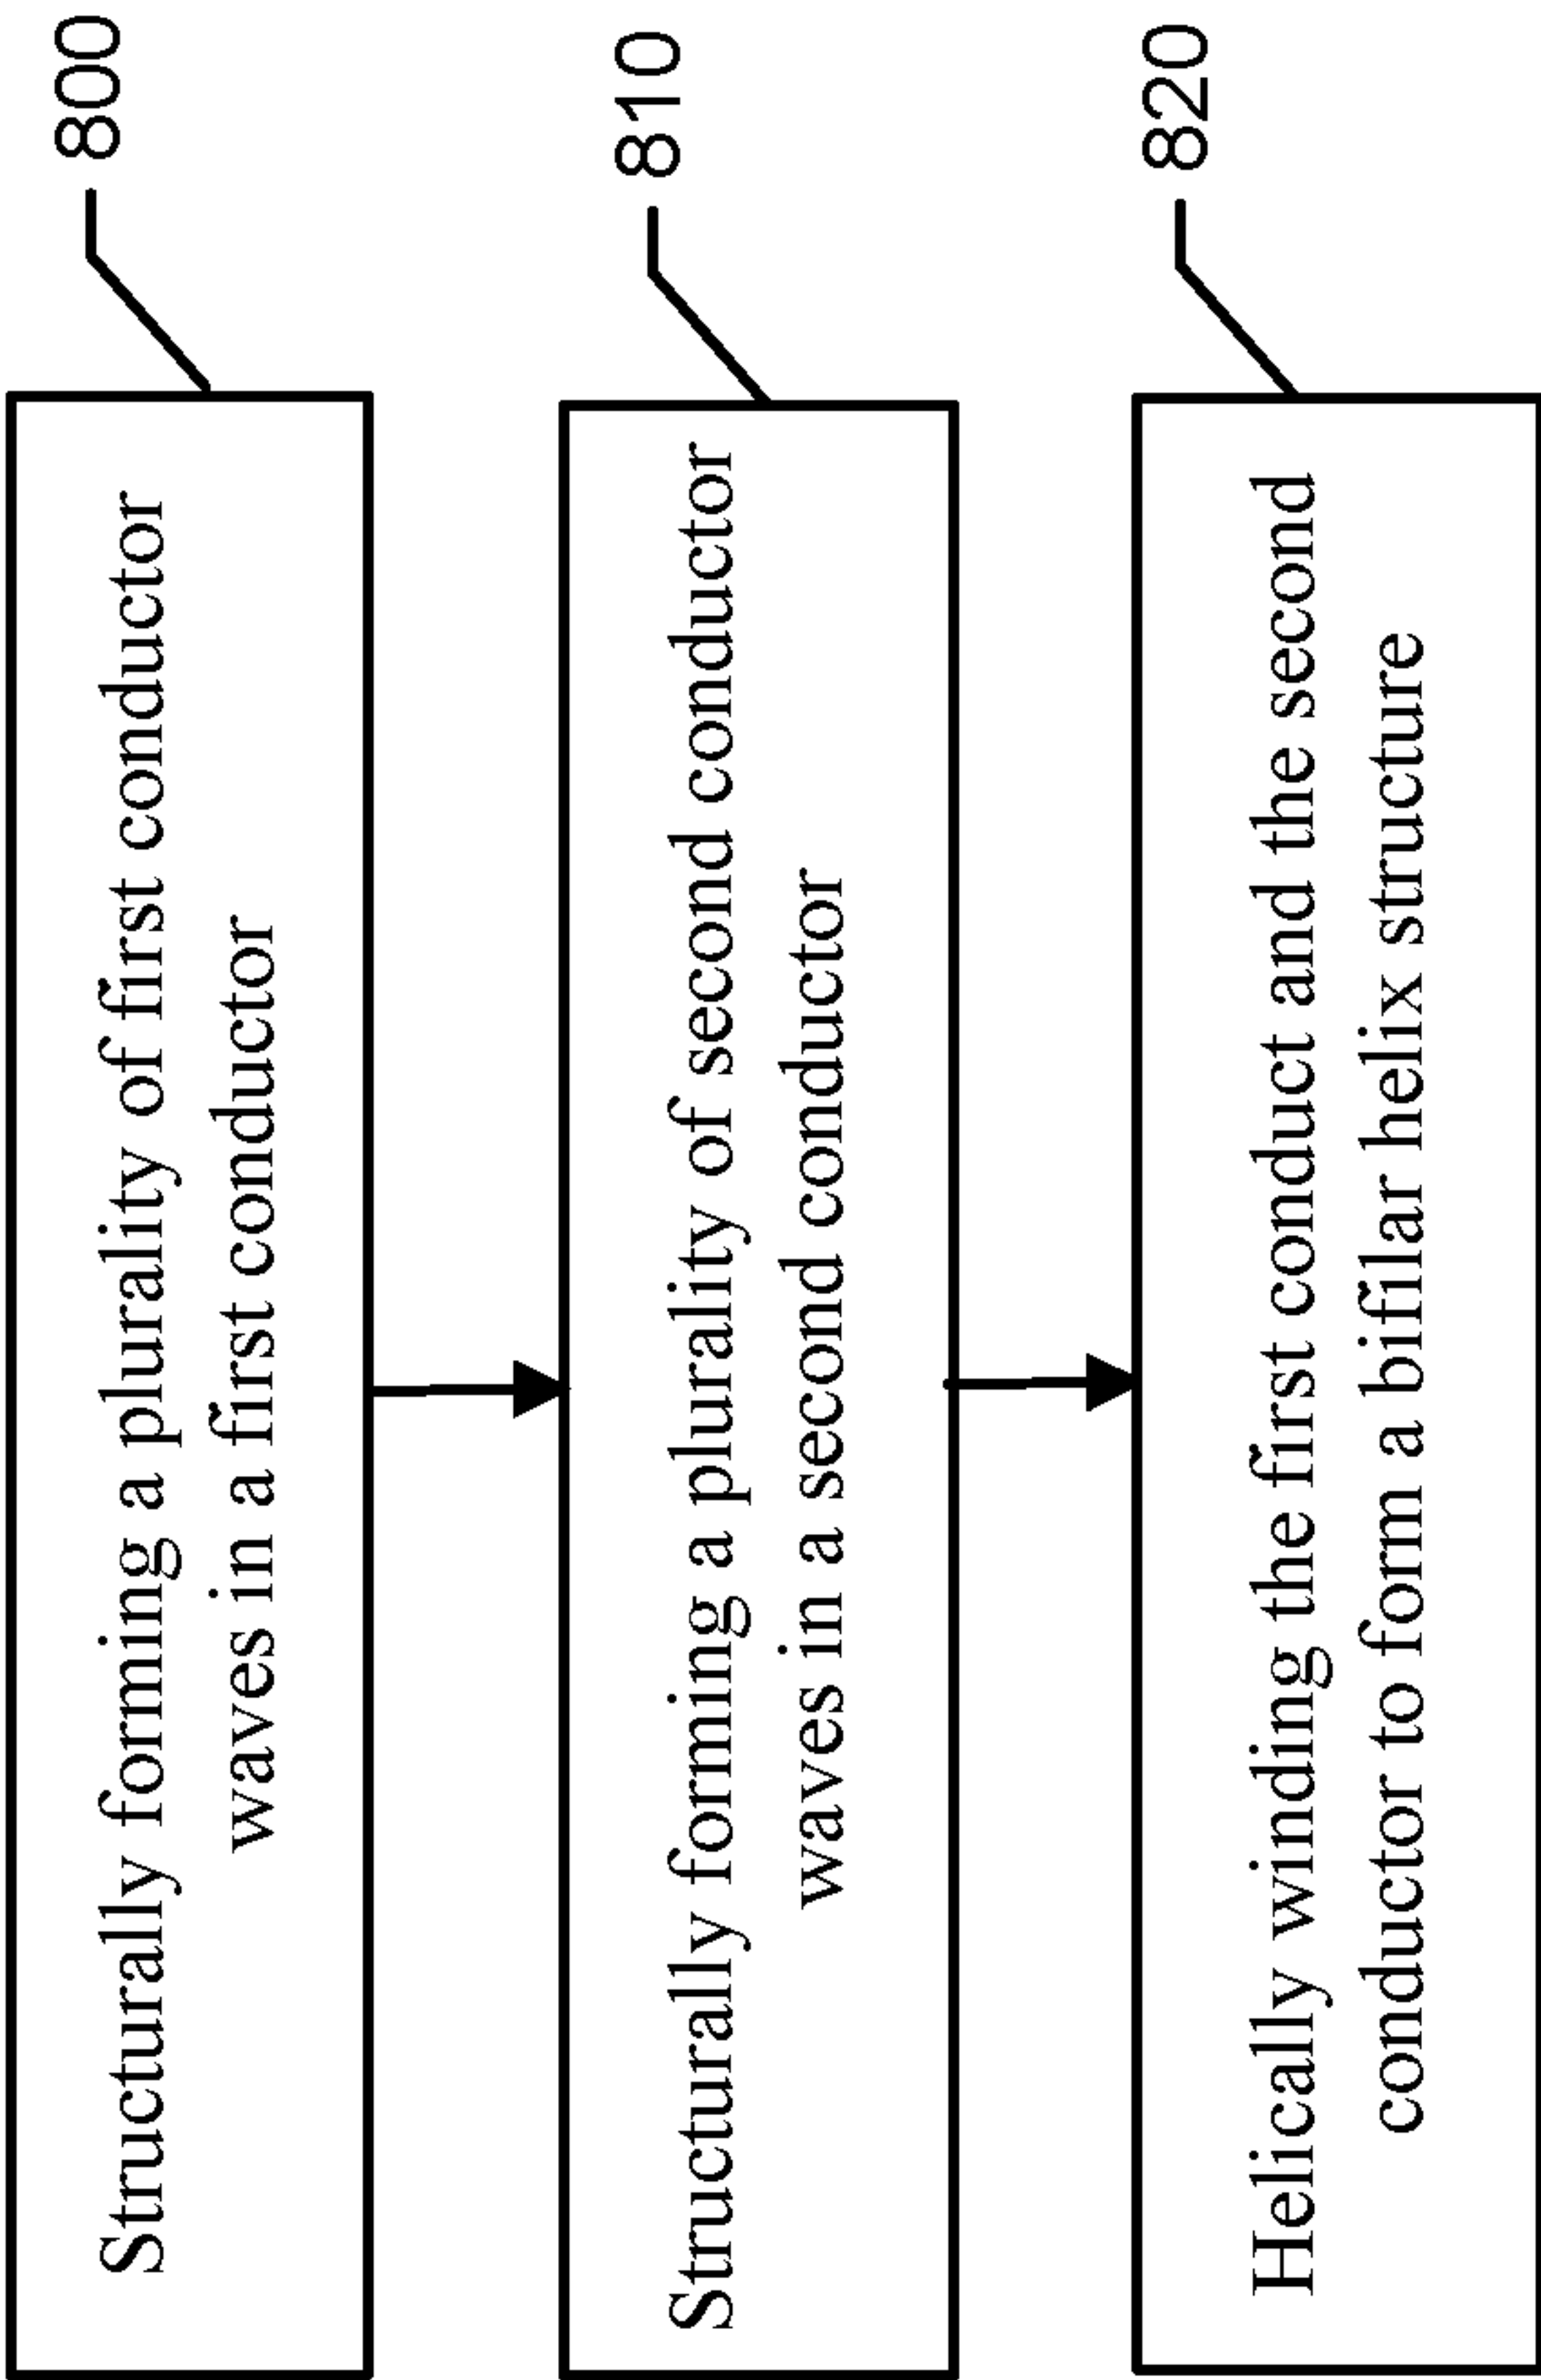 Structurally forming a plurality of first conductor
waves in a first conductor
800
Structurally forming a plurality of second conductor
waves in a second conductor
810
Helically winding the first conduct and the second
conductor to form a bifilar helix structure
820